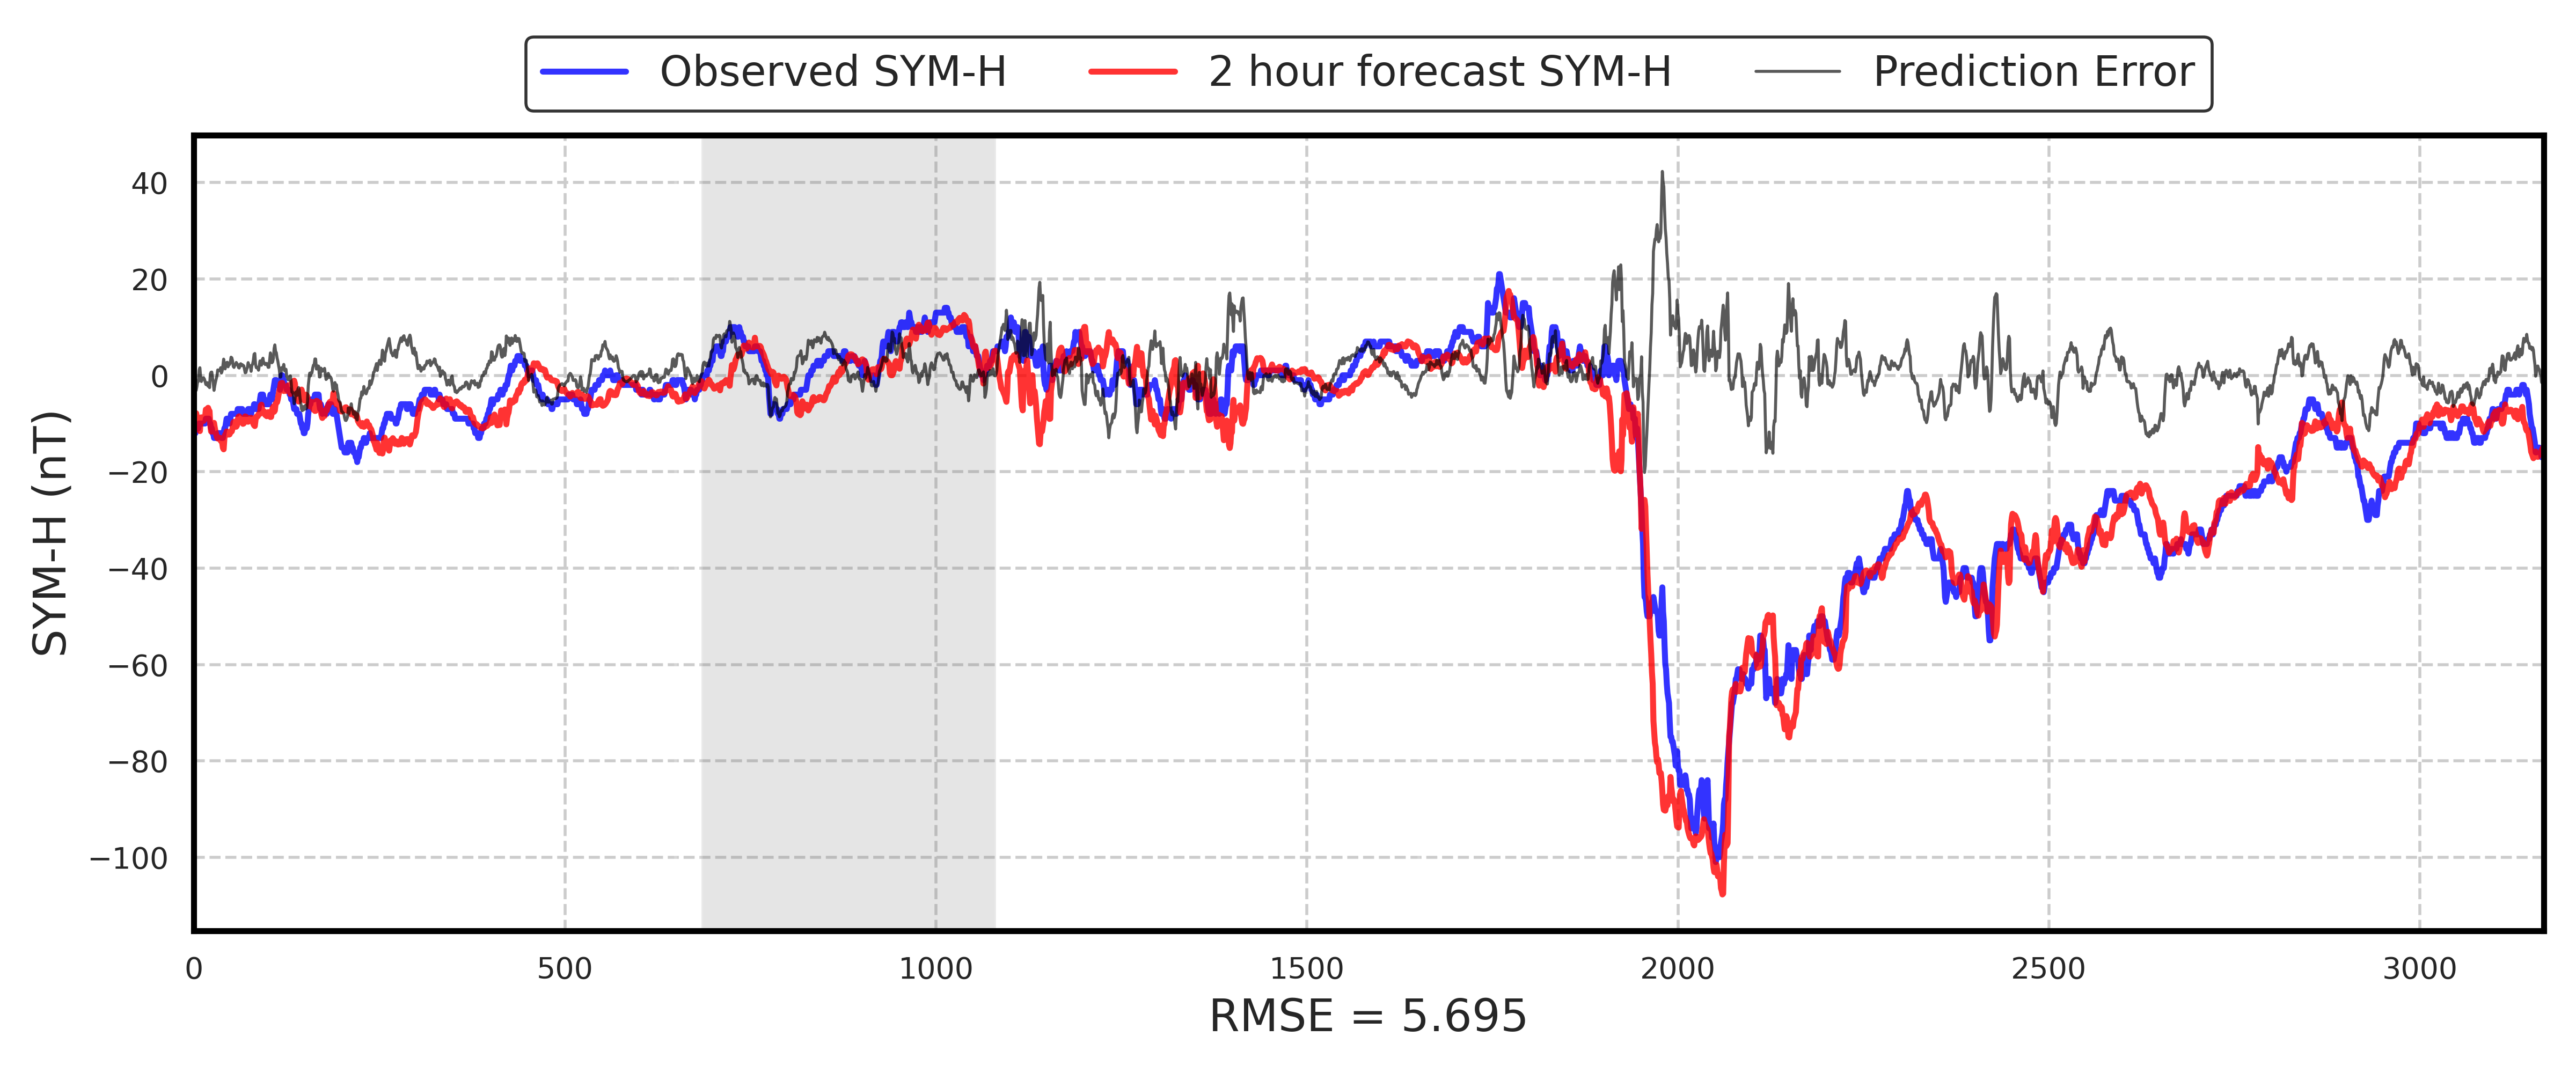 Observed SYM-H 2 hour forecast SYM-H Prediction Error
SYM-H (nT)
40
20
0
−20
−40
−60
−80
−100
0 500 1000 1500 2000 2500 3000
RMSE = 5.695